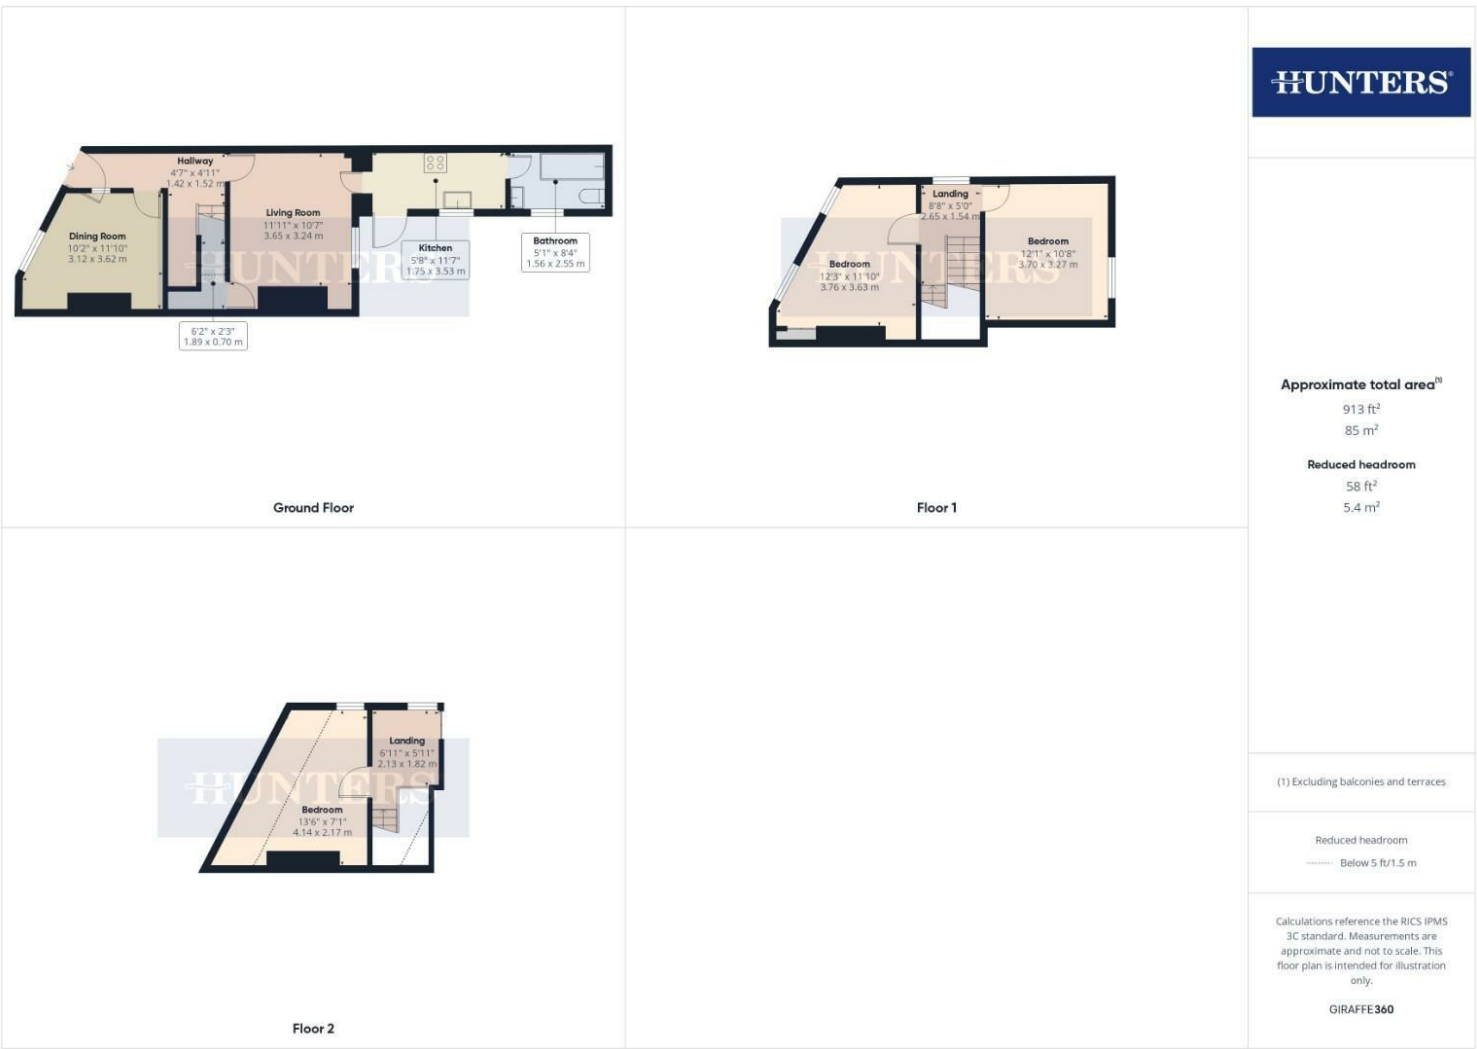 Hallway
4'7" x 4'11"
1.42 x 1.52 m
Dining Room
10'2" x 11'10"
3.12 x 3.62 m
Living Room
11'11" x 10'7"
3.65 x 3.24 m
Kitchen
5'8" x 11'7"
1.75 x 3.53 m
Bathroom
5'1" x 8'4"
1.56 x 2.55 m
6'2" x 2'3"
1.89 x 0.70 m
HUNTERS
Ground Floor
Landing
8'8" x 5'0"
2.65 x 1.54 m
Bedroom
12'3" x 11'10"
3.76 x 3.63 m
Bedroom
12'1" x 10'8"
3.70 x 3.27 m
HUNTERS
Floor 1
Landing
6'11" x 5'11"
2.13 x 1.82 m
Bedroom
13'6" x 7'1"
4.14 x 2.17 m
HUNTERS
Floor 2
HUNTERS®
Approximate total area(1)
913 ft²
85 m²
Reduced headroom
58 ft²
5.4 m²
(1) Excluding balconies and terraces
Reduced headroom
Below 5 ft/1.5 m
Calculations reference the RICS IPMS
3C standard. Measurements are
approximate and not to scale. This
floor plan is intended for illustration
only.
GIRAFFE360